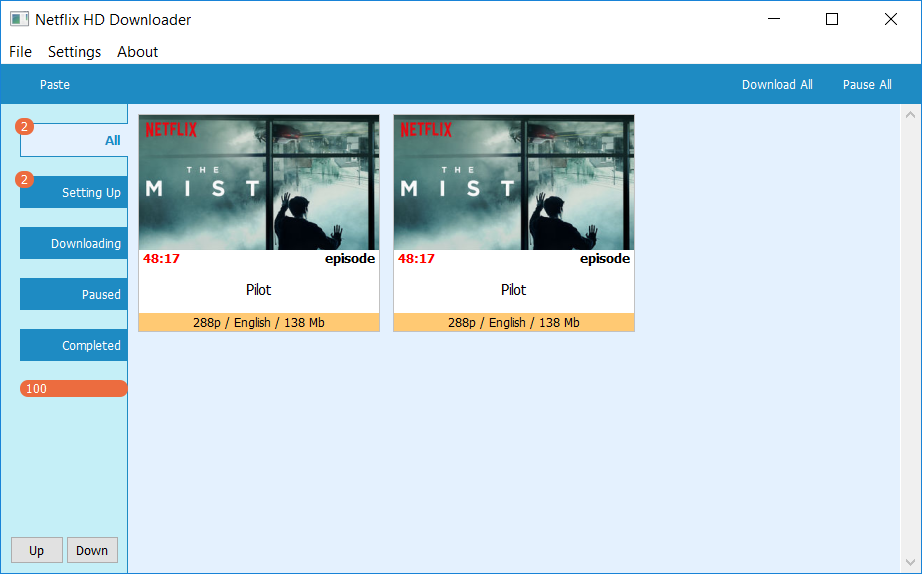 Netflix HD Downloader
File Settings About
Paste Download All Pause All
2
All
2
Setting Up
Downloading
Paused
Completed
100
Up Down
NETFLIX
THE
MIST
48:17 episode
Pilot
288p / English / 138 Mb
NETFLIX
THE
MIST
48:17 episode
Pilot
288p / English / 138 Mb